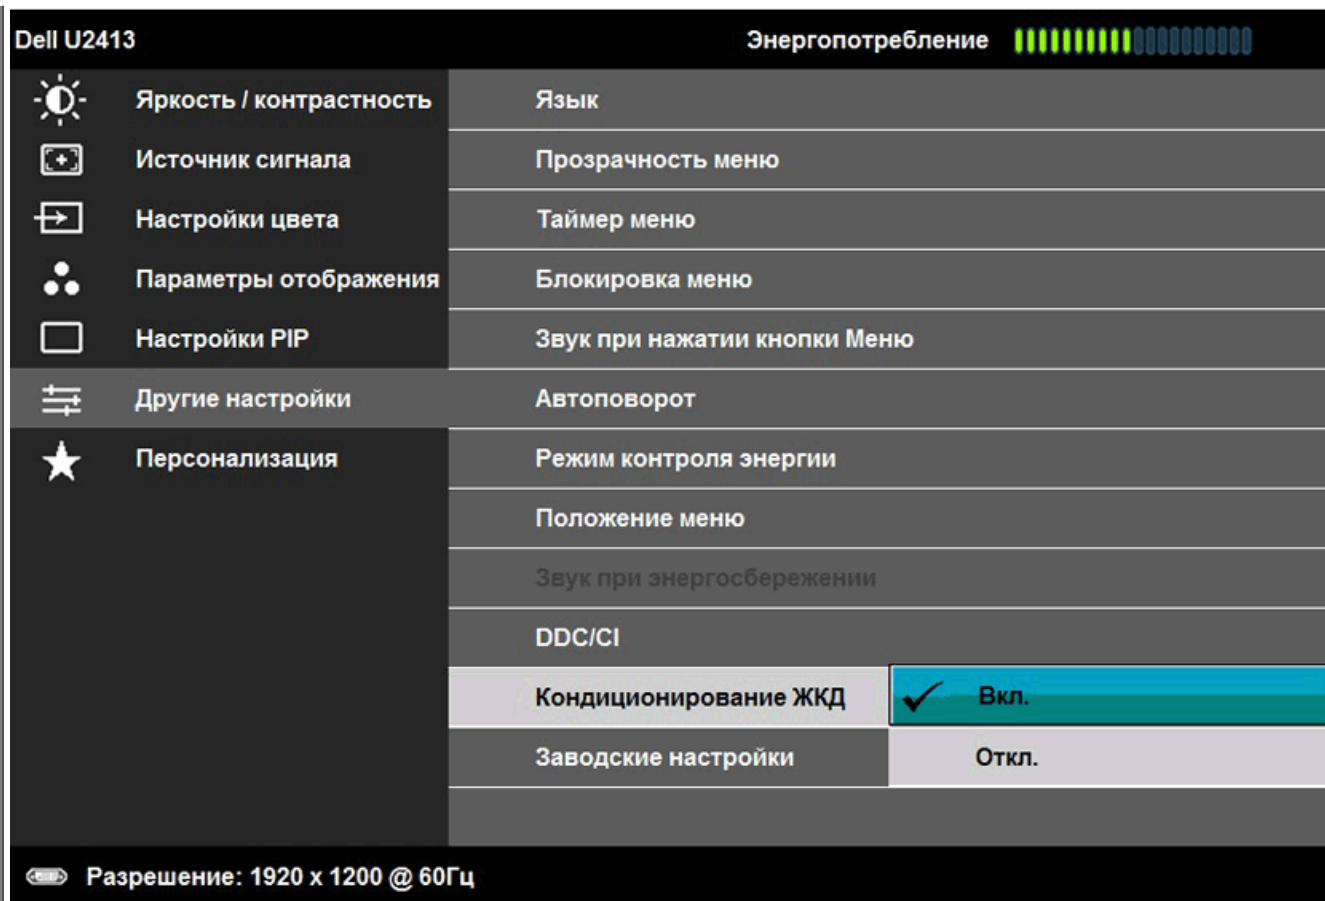 Dell U2413 Энергопотребление
Яркость / контрастность Язык
Источник сигнала Прозрачность меню
Настройки цвета Таймер меню
Параметры отображения Блокировка меню
Настройки PIP Звук при нажатии кнопки Меню
Другие настройки Автоповорот
Персонализация Режим контроля энергии
Положение меню
Звук при энергосбережении
DDC/CI
Кондиционирование ЖКД Вкл.
Заводские настройки Откл.
Разрешение: 1920 x 1200 @ 60Гц